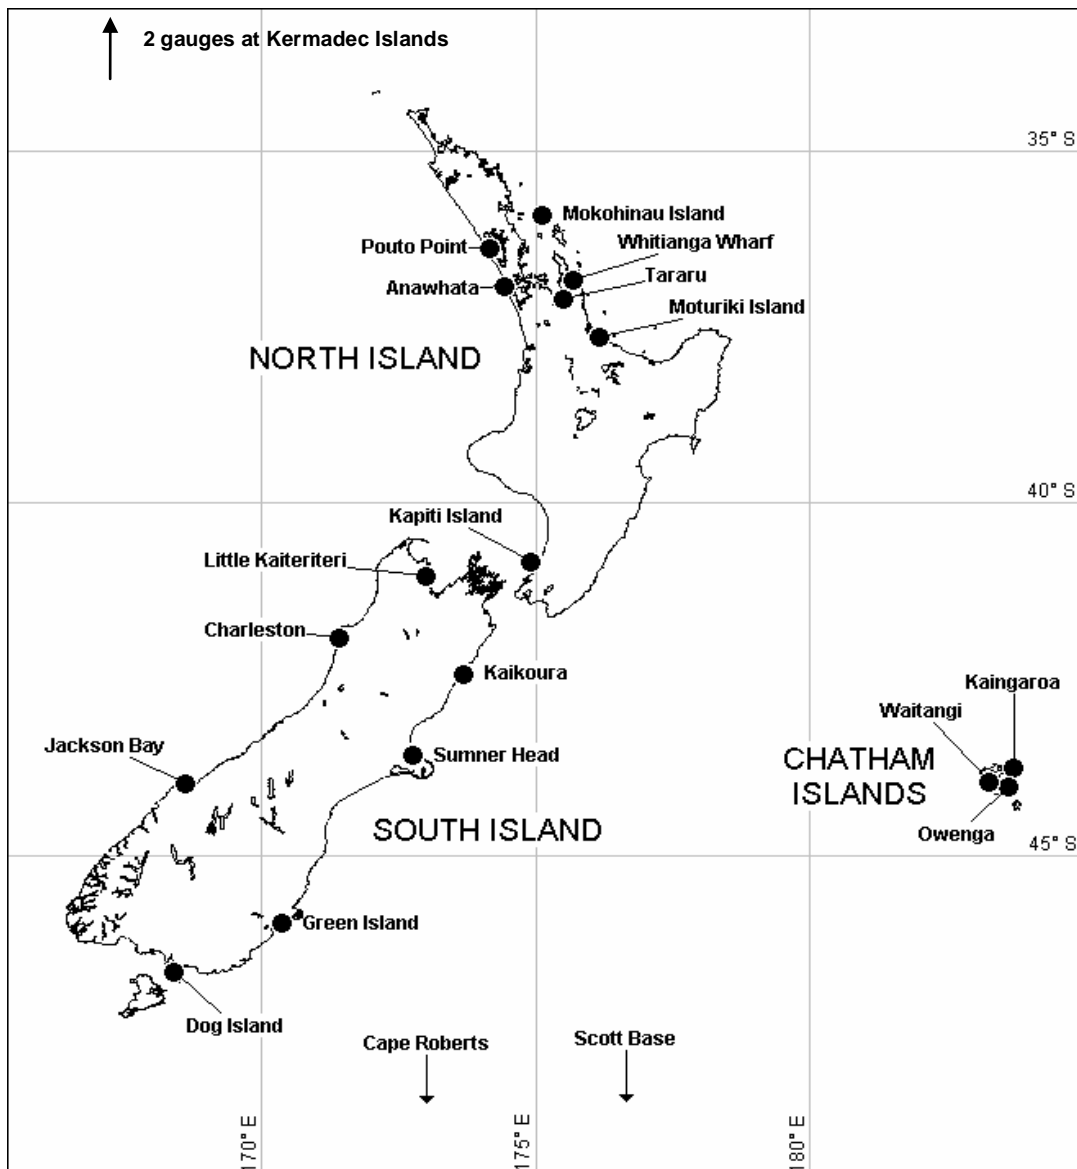 2 gauges at Kermadec Islands
35° S
Mokohinau Island
Pouto Point
Whitianga Wharf
Tararu
Anawhata
Moturiki Island
NORTH ISLAND
40° S
Kapiti Island
Little Kaiteriteri
Charleston
Kaikoura
Kaingaroa
Waitangi
Jackson Bay
Sumner Head
CHATHAM
ISLANDS
SOUTH ISLAND
Owenga
45° S
Green Island
Dog Island
Cape Roberts
Scott Base
170° E
175° E
180° E